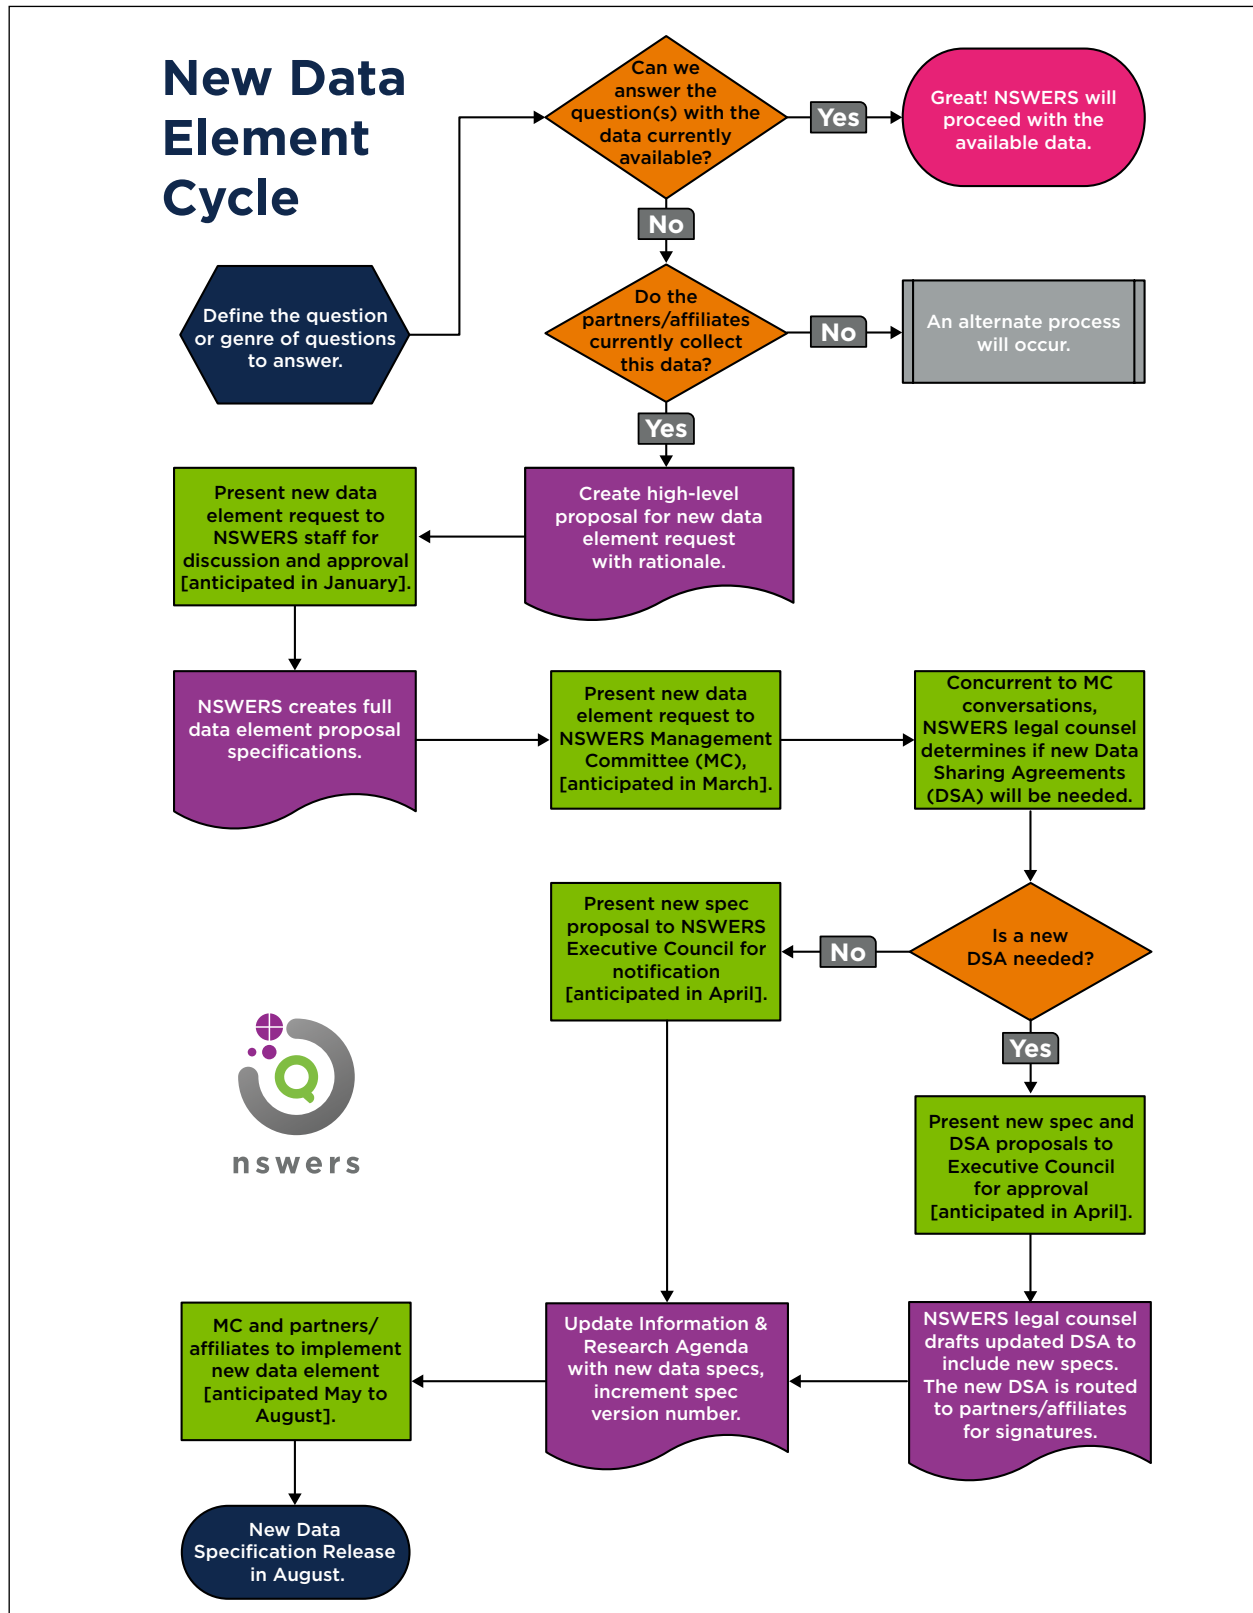 New Data
Element
Cycle
Define the question
or genre of questions
to answer.
Can we
answer the
question(s) with the
data currently
available?
Yes
Great! NSWERS will
proceed with the
available data.
No
Do the
partners/affiliates
currently collect
this data?
No
An alternate process
will occur.
Yes
Create high-level
proposal for new data
element request
with rationale.
Present new data
element request to
NSWERS staff for
discussion and approval
[anticipated in January].
NSWERS creates full
data element proposal
specifications.
Present new data
element request to
NSWERS Management
Committee (MC),
[anticipated in March].
Concurrent to MC
conversations,
NSWERS legal counsel
determines if new Data
Sharing Agreements
(DSA) will be needed.
Is a new
DSA needed?
No
Present new spec
proposal to NSWERS
Executive Council for
notification
[anticipated in April].
Yes
Present new spec and
DSA proposals to
Executive Council
for approval
[anticipated in April].
NSWERS legal counsel
drafts updated DSA to
include new specs.
The new DSA is routed
to partners/affiliates
for signatures.
Update Information &
Research Agenda
with new data specs,
increment spec
version number.
MC and partners/
affiliates to implement
new data element
[anticipated May to
August].
New Data
Specification Release
in August.
nswers